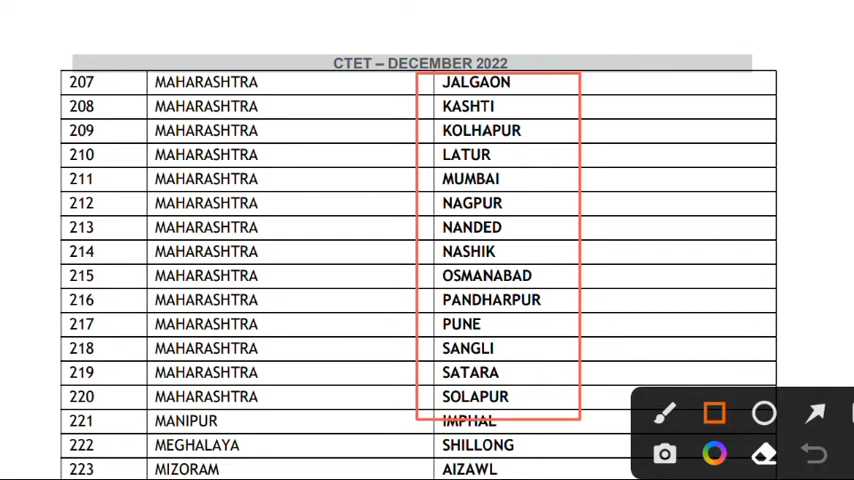 CTET – DECEMBER 2022
207 MAHARASHTRA JALGAON
208 MAHARASHTRA KASHTI
209 MAHARASHTRA KOLHAPUR
210 MAHARASHTRA LATUR
211 MAHARASHTRA MUMBAI
212 MAHARASHTRA NAGPUR
213 MAHARASHTRA NANDED
214 MAHARASHTRA NASHIK
215 MAHARASHTRA OSMANABAD
216 MAHARASHTRA PANDHARPUR
217 MAHARASHTRA PUNE
218 MAHARASHTRA SANGLI
219 MAHARASHTRA SATARA
220 MAHARASHTRA SOLAPUR
221 MANIPUR IMPHAL
222 MEGHALAYA SHILLONG
223 MIZORAM AIZAWL